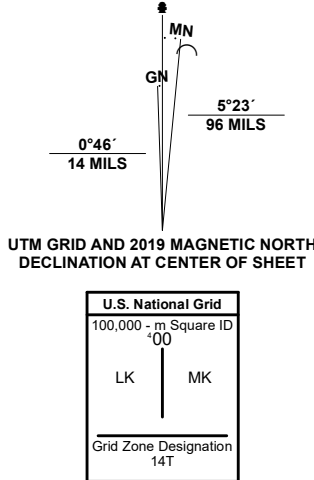 MN
GN
5°23´
96 MILS
0°46´
14 MILS
UTM GRID AND 2019 MAGNETIC NORTH
DECLINATION AT CENTER OF SHEET
U.S. National Grid
100,000 - m Square ID
⁴00
LK MK
Grid Zone Designation
14T